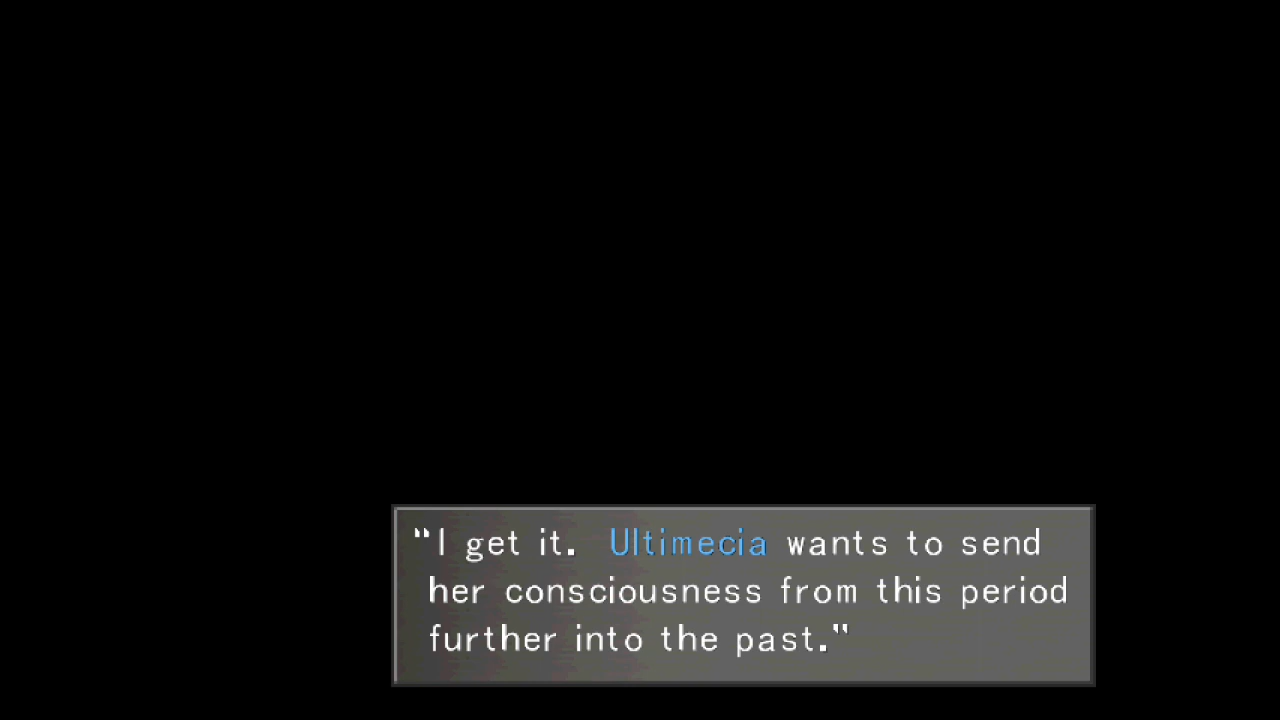 “I get it.  Ultimecia wants to send
her consciousness from this period
further into the past.”